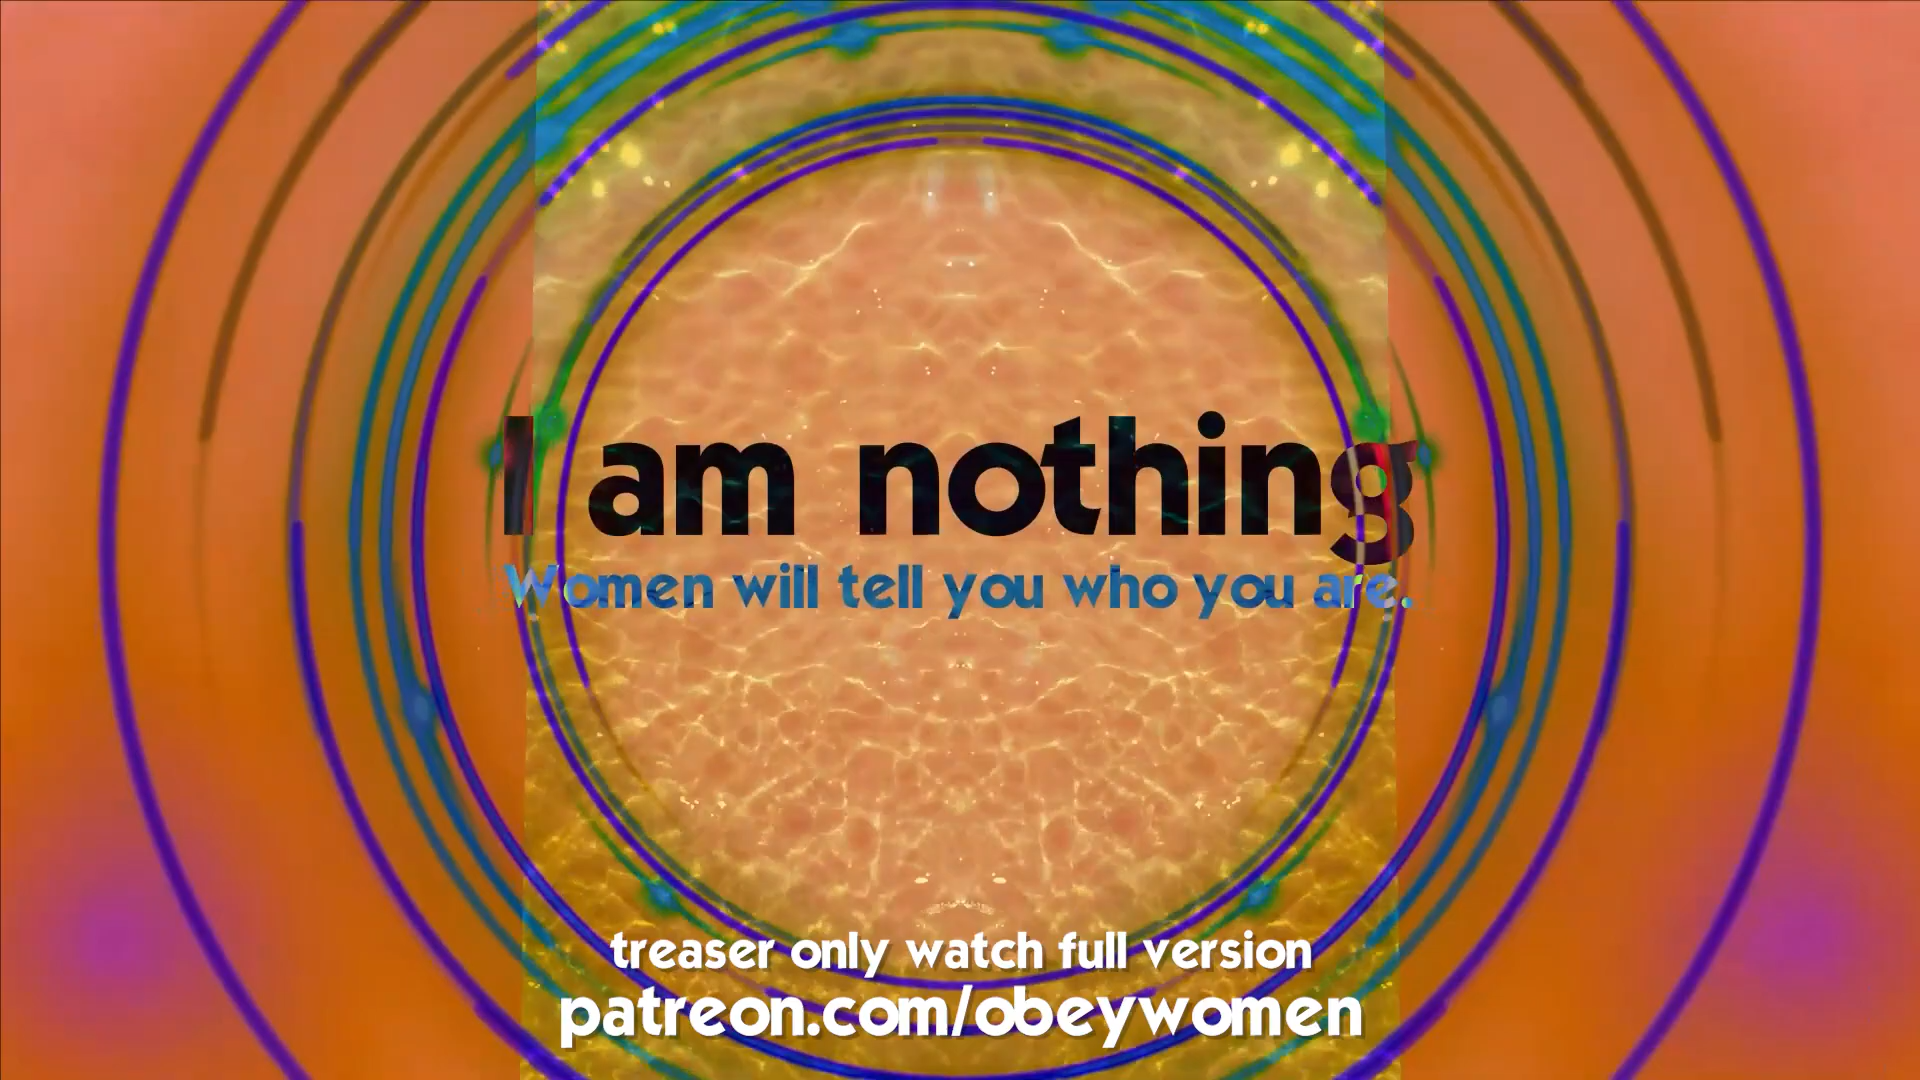 I am nothing
Women will tell you who you are.
treaser only watch full version
patreon.com/obeywomen